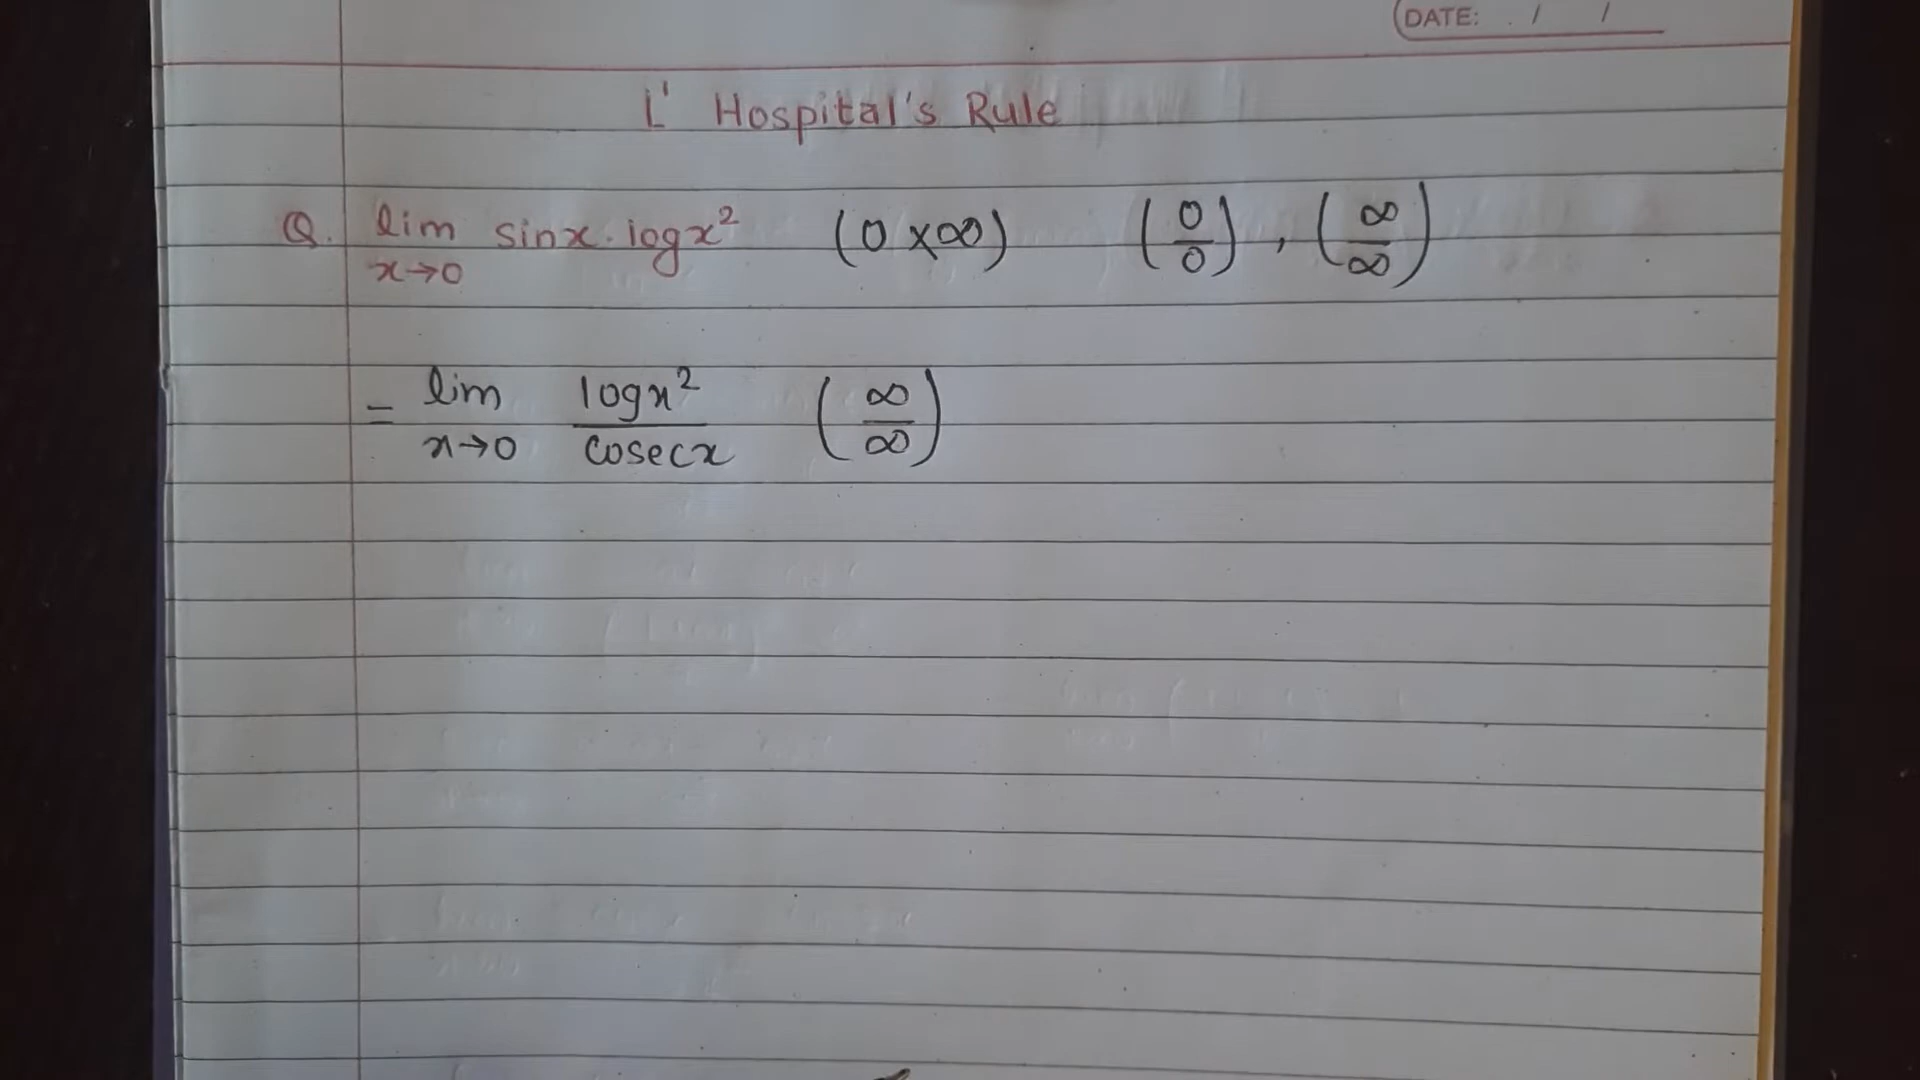 DATE: / /
L' Hospital's Rule
Q. lim sinx. logx² (0 x∞) (0/0), (∞/∞)
x→0
= lim logx² / cosecx (∞/∞)
x→0